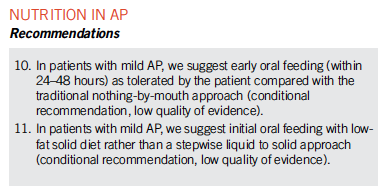 NUTRITION IN AP
Recommendations
10. In patients with mild AP, we suggest early oral feeding (within
24–48 hours) as tolerated by the patient compared with the
traditional nothing-by-mouth approach (conditional
recommendation, low quality of evidence).
11. In patients with mild AP, we suggest initial oral feeding with low-
fat solid diet rather than a stepwise liquid to solid approach
(conditional recommendation, low quality of evidence).